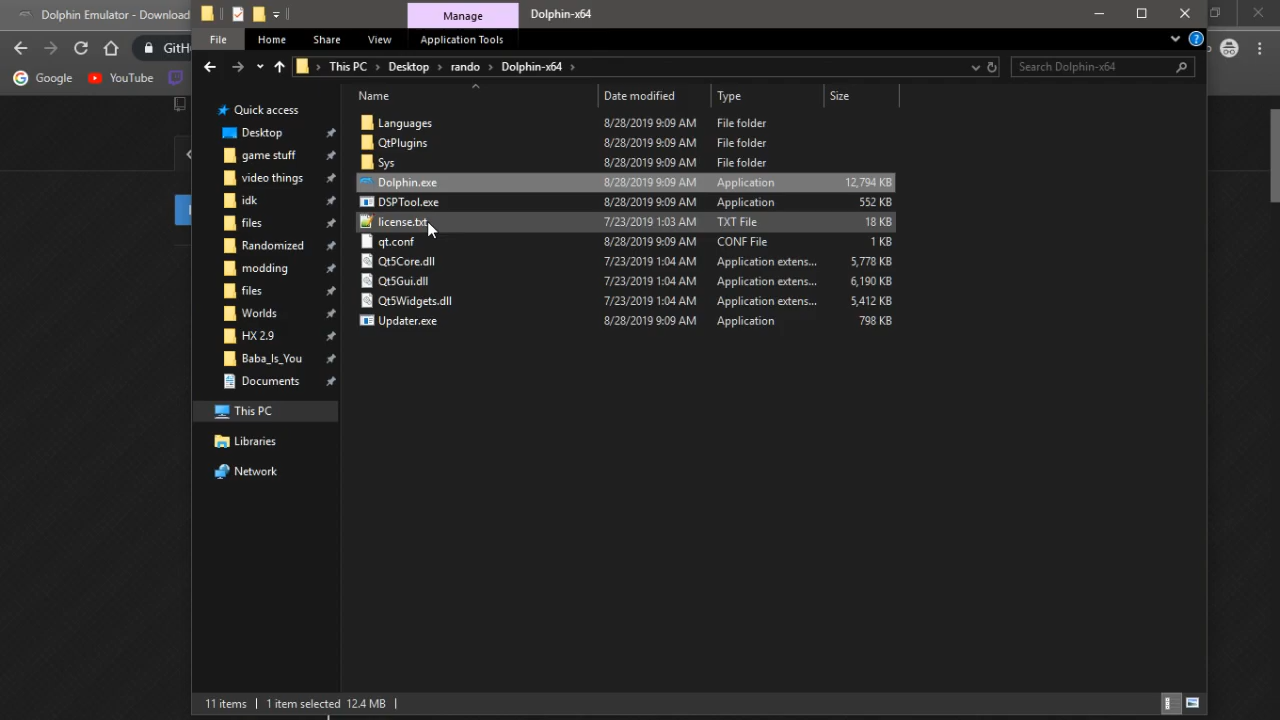 Dolphin Emulator - Download
Manage
Dolphin-x64
GitH
File
Home
Share
View
Application Tools
This PC
Desktop
rando
Dolphin-x64
Search Dolphin-x64
Google
YouTube
Name
Date modified
Type
Size
Quick access
Desktop
game stuff
video things
idk
files
Randomized
modding
files
Worlds
HX 2.9
Baba_Is_You
Documents
This PC
Libraries
Network
Languages 8/28/2019 9:09 AM File folder
QtPlugins 8/28/2019 9:09 AM File folder
Sys 8/28/2019 9:09 AM File folder
Dolphin.exe 8/28/2019 9:09 AM Application 12,794 KB
DSPTool.exe 8/28/2019 9:09 AM Application 552 KB
license.txt 7/23/2019 1:03 AM TXT File 18 KB
qt.conf 8/28/2019 9:09 AM CONF File 1 KB
Qt5Core.dll 7/23/2019 1:04 AM Application extens... 5,778 KB
Qt5Gui.dll 7/23/2019 1:04 AM Application extens... 6,190 KB
Qt5Widgets.dll 7/23/2019 1:04 AM Application extens... 5,412 KB
Updater.exe 8/28/2019 9:09 AM Application 798 KB
11 items
1 item selected 12.4 MB